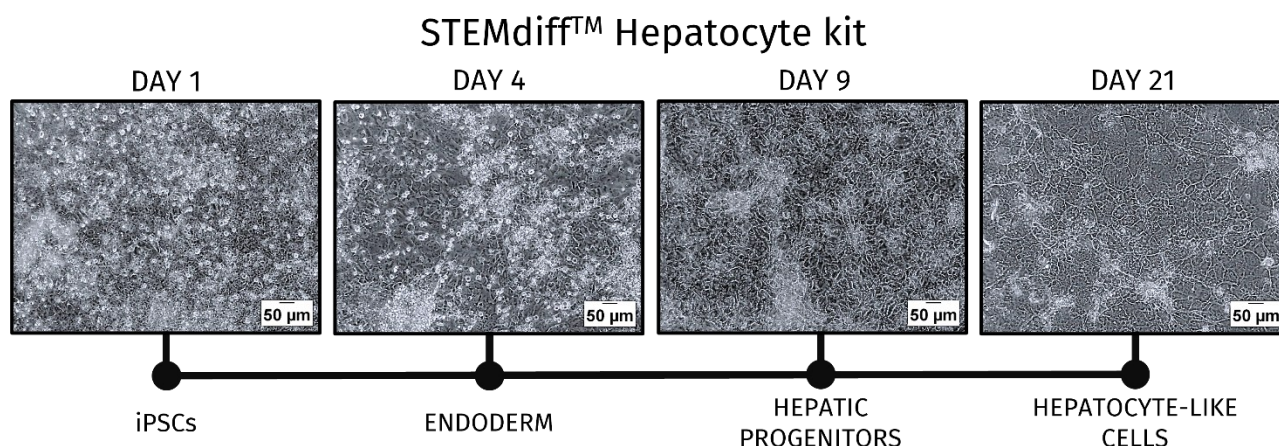 STEMdiff™ Hepatocyte kit
DAY 1
DAY 4
DAY 9
DAY 21
50 µm
50 µm
50 µm
50 µm
iPSCs
ENDODERM
HEPATIC
PROGENITORS
HEPATOCYTE-LIKE
CELLS